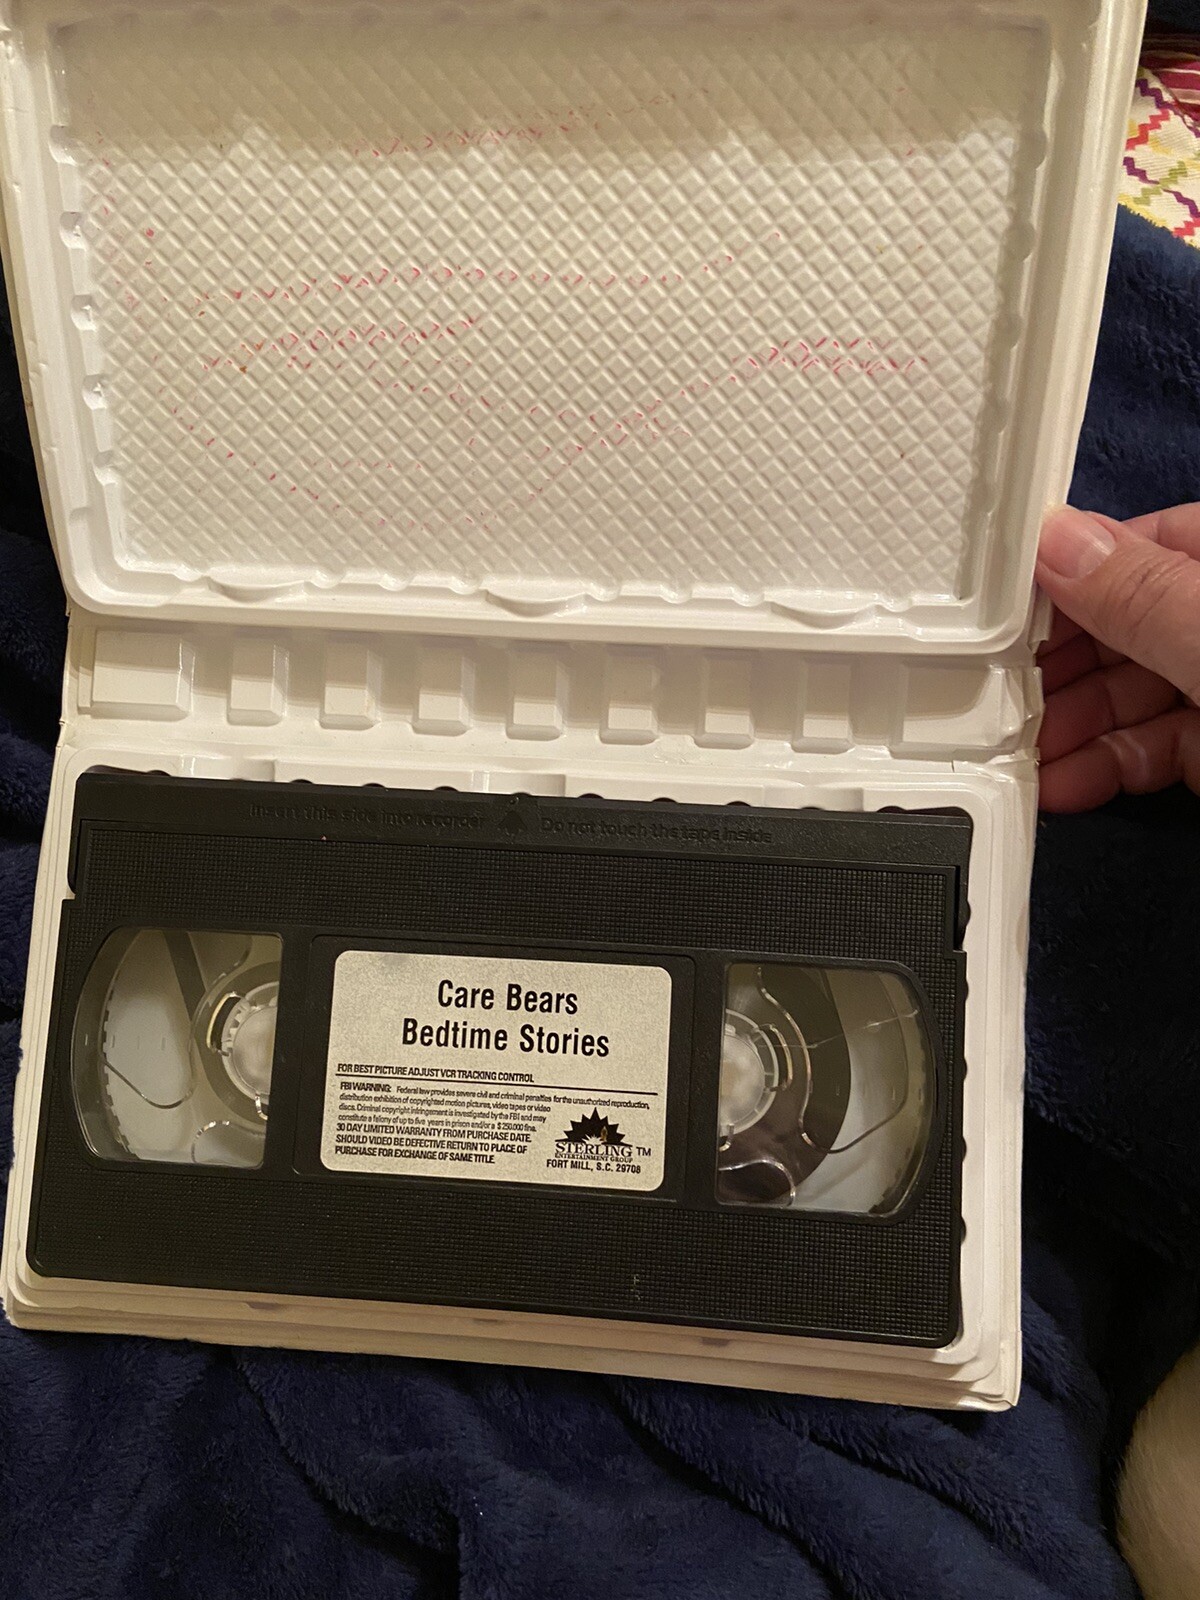 Insert this side into recorder Do not touch the tape inside
Care Bears
Bedtime Stories
FOR BEST PICTURE ADJUST VCR TRACKING CONTROL
FBI WARNING: Federal law provides severe civil and criminal penalties for the unauthorized reproduction,
distribution exhibition of copyrighted motion pictures, video tapes or video
discs. Criminal copyright infringement is investigated by the FBI and may
constitute a felony of up to five years in prison and/or a $250.000 fine.
30 DAY LIMITED WARRANTY FROM PURCHASE DATE.
SHOULD VIDEO BE DEFECTIVE RETURN TO PLACE OF
PURCHASE FOR EXCHANGE OF SAME TITLE.
STERLING TM
ENTERTAINMENT GROUP
FORT MILL, S.C. 29708